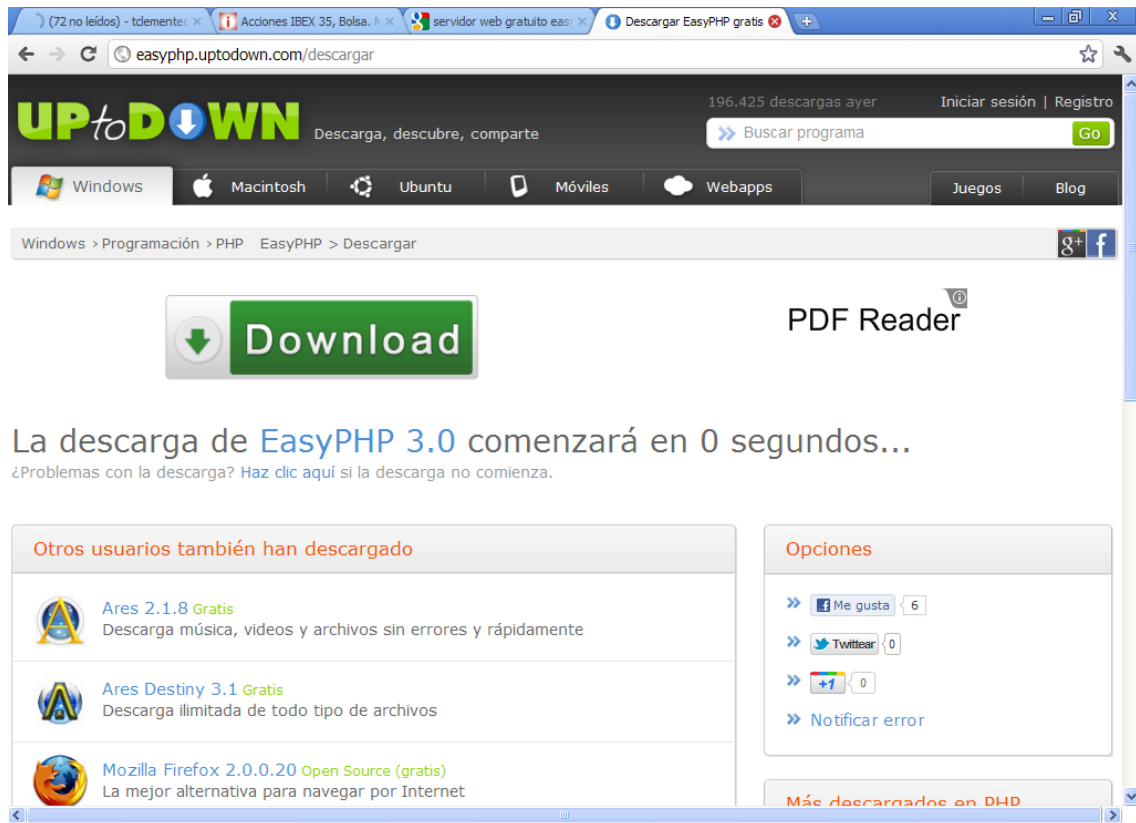 (72 no leídos) - tdemente
Acciones IBEX 35, Bolsa.
servidor web gratuito eas
Descargar EasyPHP gratis
easyphp.uptodown.com/descargar
UPtoDOWN
Descarga, descubre, comparte
196.425 descargas ayer
Iniciar sesión | Registro
Buscar programa
Go
Windows
Macintosh
Ubuntu
Móviles
Webapps
Juegos
Blog
Windows › Programación › PHP EasyPHP > Descargar
g+ f
Download
PDF Reader
La descarga de EasyPHP 3.0 comenzará en 0 segundos...
¿Problemas con la descarga? Haz clic aquí si la descarga no comienza.
Otros usuarios también han descargado
Ares 2.1.8 Gratis
Descarga música, videos y archivos sin errores y rápidamente
Ares Destiny 3.1 Gratis
Descarga ilimitada de todo tipo de archivos
Mozilla Firefox 2.0.0.20 Open Source (gratis)
La mejor alternativa para navegar por Internet
Opciones
Me gusta 6
Twittear 0
+1 0
Notificar error
Más descargados en PHP